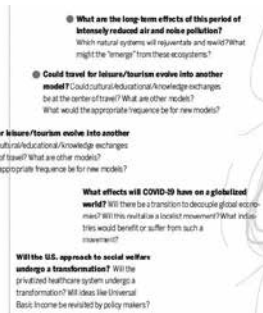 What are the long-term effects of this period of
intensely reduced air and noise pollution?
Which natural systems will rejuvenate and rewild? What
might the "emerge" from these ecosystems?
Could travel for leisure/tourism evolve into another
model? Could cultural/educational/knowledge exchanges
be at the center of travel? What are other models?
What would the appropriate frequence be for new models?
r leisure/tourism evolve into another
ultural/educational/knowledge exchanges
of travel? What are other models?
appropriate frequence be for new models?
What effects will COVID-19 have on a globalized
world? Will there be a transition to decouple global econo-
mies? Will this revitalize a localist movement? What indus-
tries would benefit or suffer from such a
movement?
Will the U.S. approach to social welfare
undergo a transformation? Will the
privatized healthcare system undergo a
transformation? Will ideas like Universal
Basic Income be revisited by policy makers?